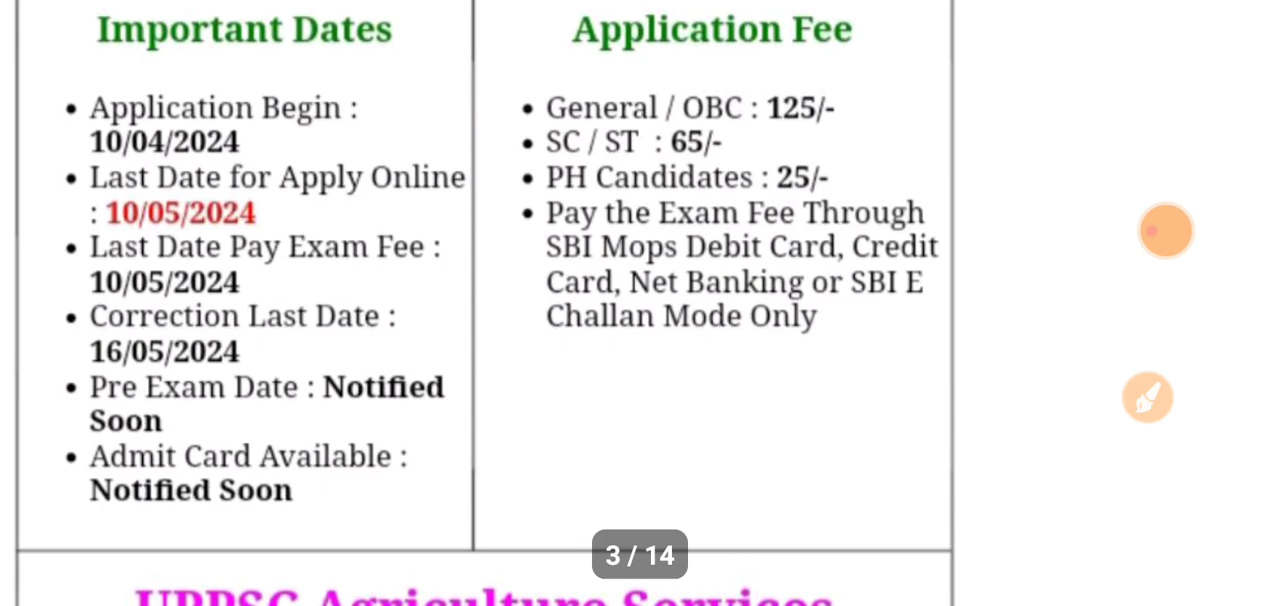 Important Dates
Application Begin :
10/04/2024
Last Date for Apply Online
: 10/05/2024
Last Date Pay Exam Fee :
10/05/2024
Correction Last Date :
16/05/2024
Pre Exam Date : Notified
Soon
Admit Card Available :
Notified Soon
Application Fee
General / OBC : 125/-
SC / ST : 65/-
PH Candidates : 25/-
Pay the Exam Fee Through
SBI Mops Debit Card, Credit
Card, Net Banking or SBI E
Challan Mode Only
3 / 14
UPPSC Agriculture Services